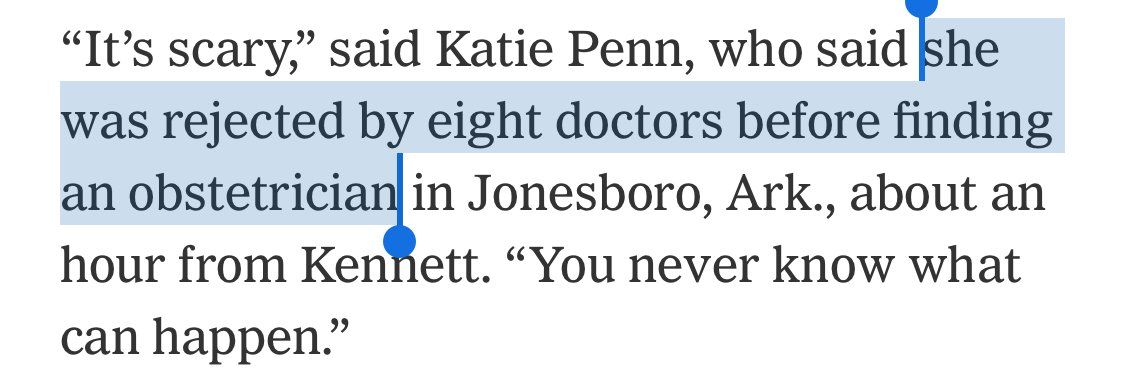 “It’s scary,” said Katie Penn, who said she
was rejected by eight doctors before finding
an obstetrician in Jonesboro, Ark., about an
hour from Kennett. “You never know what
can happen.”